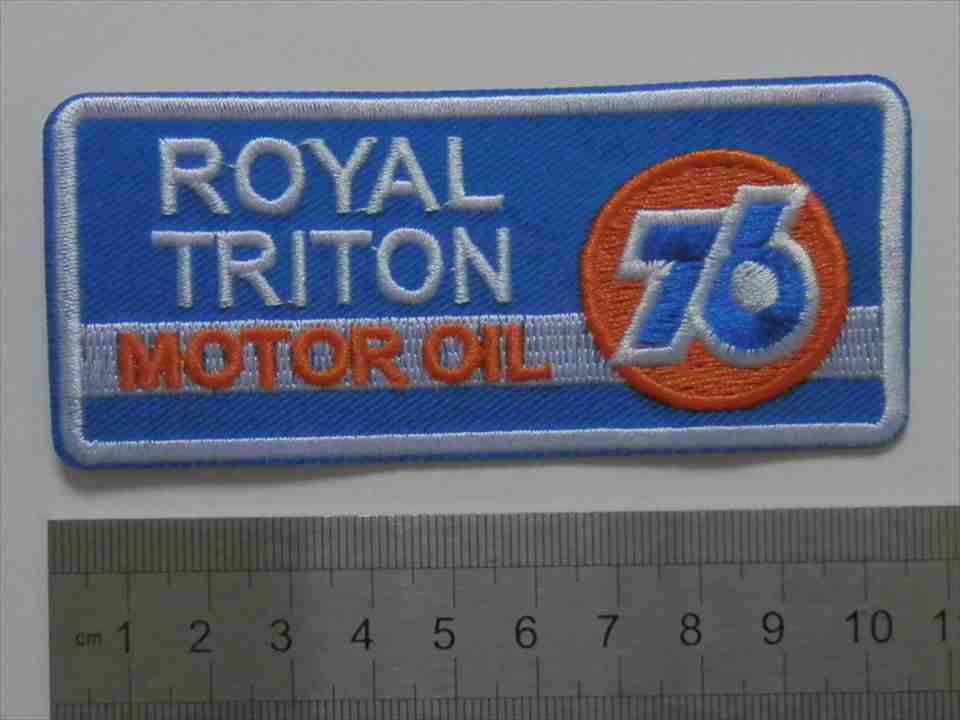 ROYAL
TRITON
MOTOR OIL
76
cm 1 2 3 4 5 6 7 8 9 10